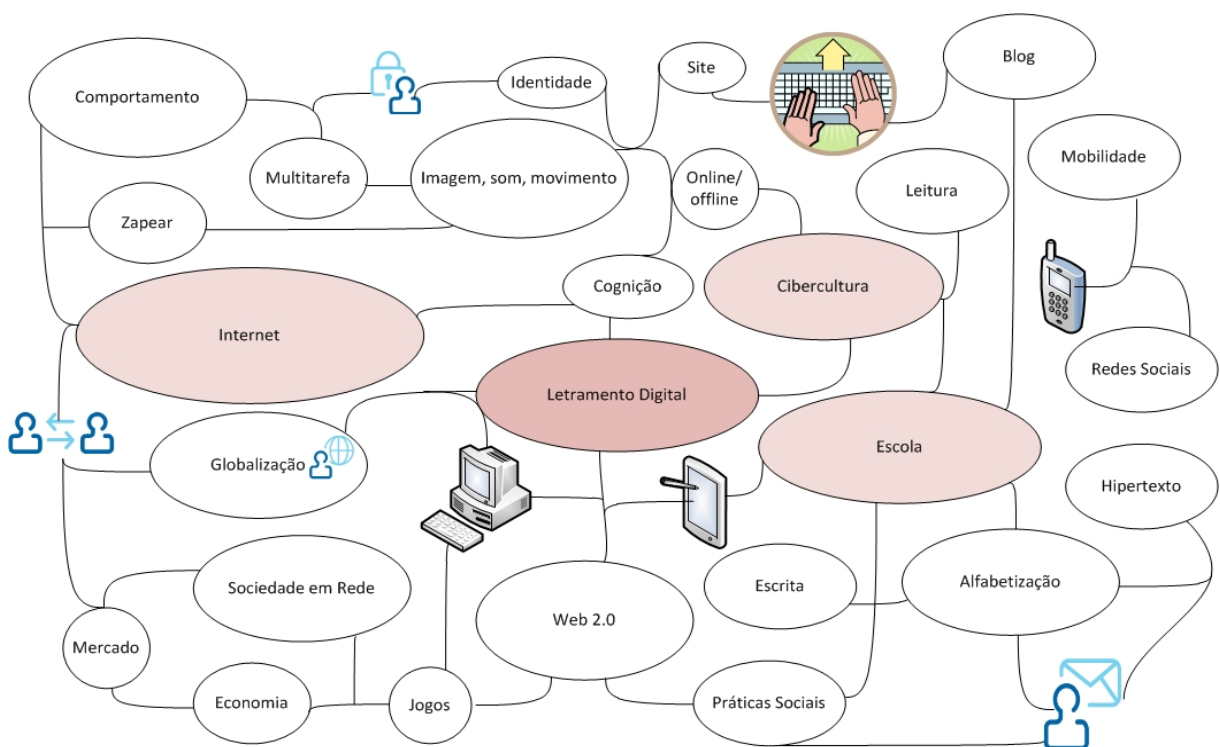 Blog
Site
Identidade
Comportamento
Mobilidade
Multitarefa
Imagem, som, movimento
Online/
offline
Leitura
Zapear
Cognição
Cibercultura
Internet
Redes Sociais
Letramento Digital
Escola
Globalização
Hipertexto
Sociedade em Rede
Escrita
Alfabetização
Web 2.0
Mercado
Economia
Jogos
Práticas Sociais